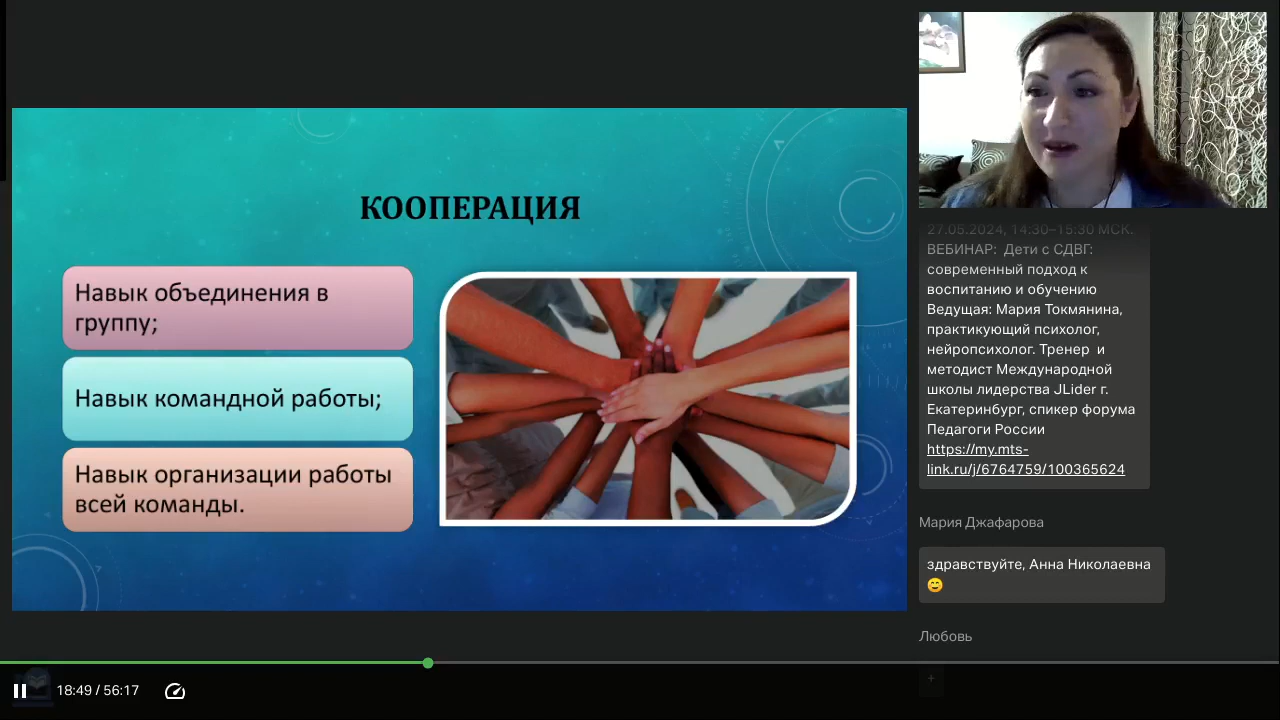 КООПЕРАЦИЯ
Навык объединения в
группу;
Навык командной работы;
Навык организации работы
всей команды.
27.05.2024, 14:30–15:30 МСК.
ВЕБИНАР:  Дети с СДВГ:
современный подход к
воспитанию и обучению
Ведущая: Мария Токмянина,
практикующий психолог,
нейропсихолог. Тренер  и
методист Международной
школы лидерства JLider г.
Екатеринбург, спикер форума
Педагоги России
https://my.mts-
link.ru/j/6764759/100365624
Мария Джафарова
здравствуйте, Анна Николаевна
😊
Любовь
+
18:49 / 56:17